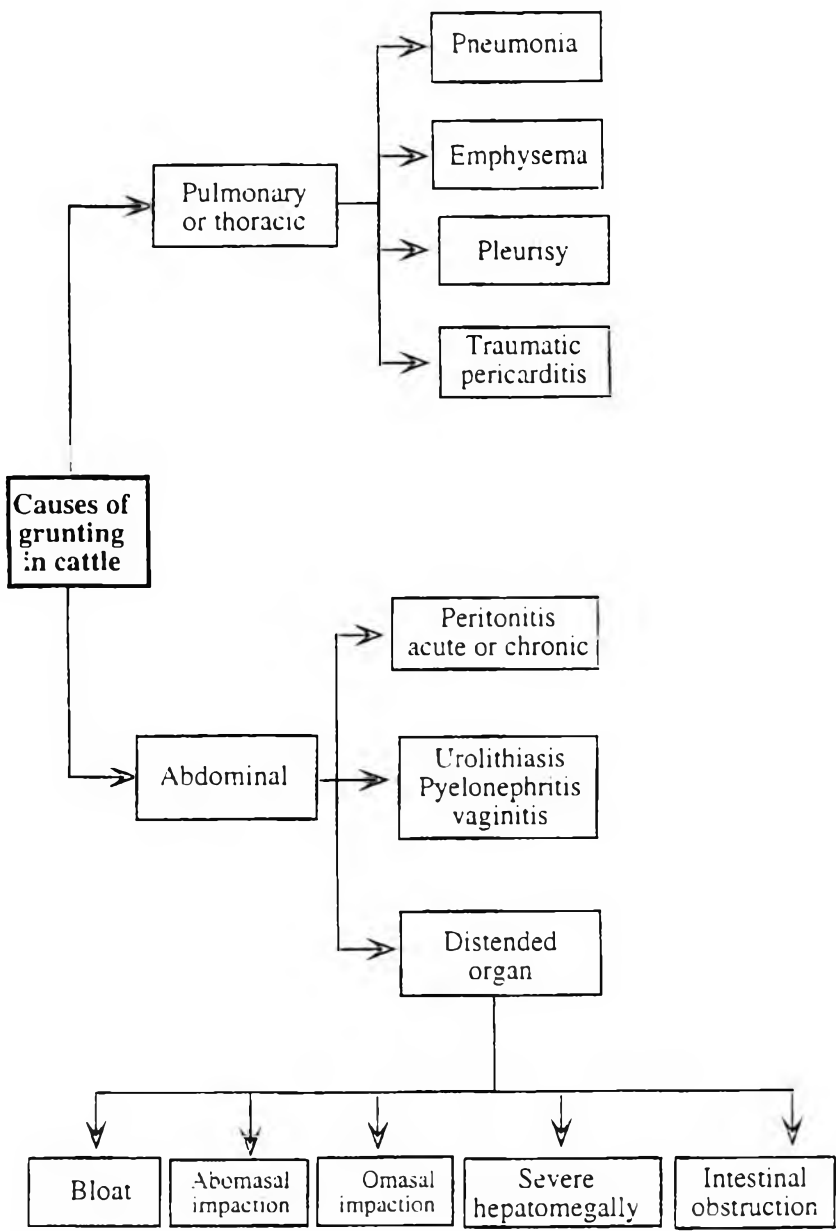 Pneumonia
Emphysema
Pulmonary
or thoracic
Pleurisy
Traumatic
pericarditis
Causes of
grunting
in cattle
Peritonitis
acute or chronic
Abdominal
Urolithiasis
Pyelonephritis
vaginitis
Distended
organ
Bloat
Abomasal
impaction
Omasal
impaction
Severe
hepatomegally
Intestinal
obstruction